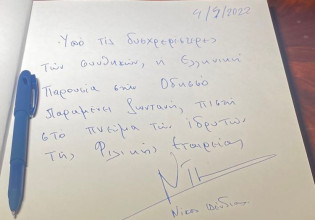 4/9/2022
Υπό τις δυσχερέστερες
των συνθηκών, η Ελληνική
Παρουσία στην Οδησσό
παραμένει ζωντανή, πιστή
στο πνεύμα των ιδρυτών
της Φιλικής Εταιρείας
Νίκος